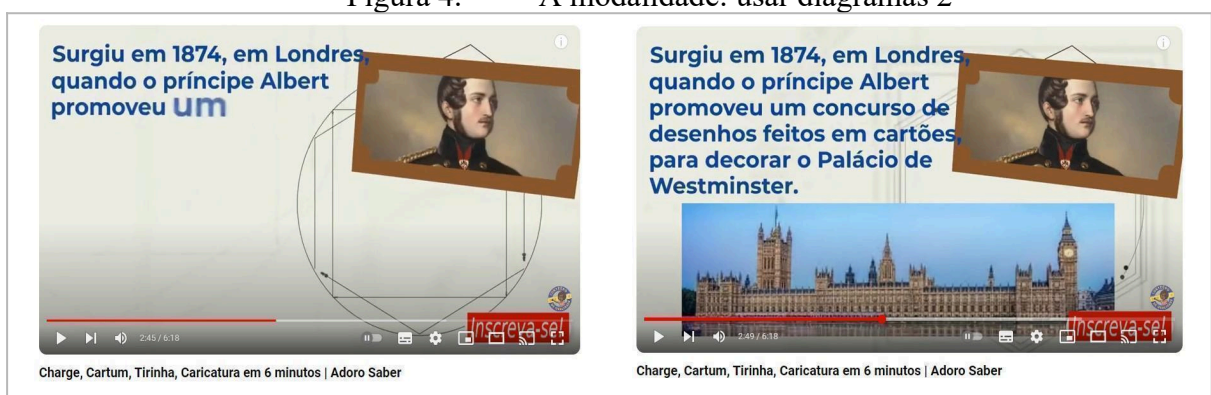 Figura 4. A modalidade: usar diagramas 2
Surgiu em 1874, em Londres,
quando o príncipe Albert
promoveu um
Inscreva-se!
2:45 / 6:18
Charge, Cartum, Tirinha, Caricatura em 6 minutos | Adoro Saber
Surgiu em 1874, em Londres,
quando o príncipe Albert
promoveu um concurso de
desenhos feitos em cartões,
para decorar o Palácio de
Westminster.
Inscreva-se!
2:49 / 6:18
Charge, Cartum, Tirinha, Caricatura em 6 minutos | Adoro Saber